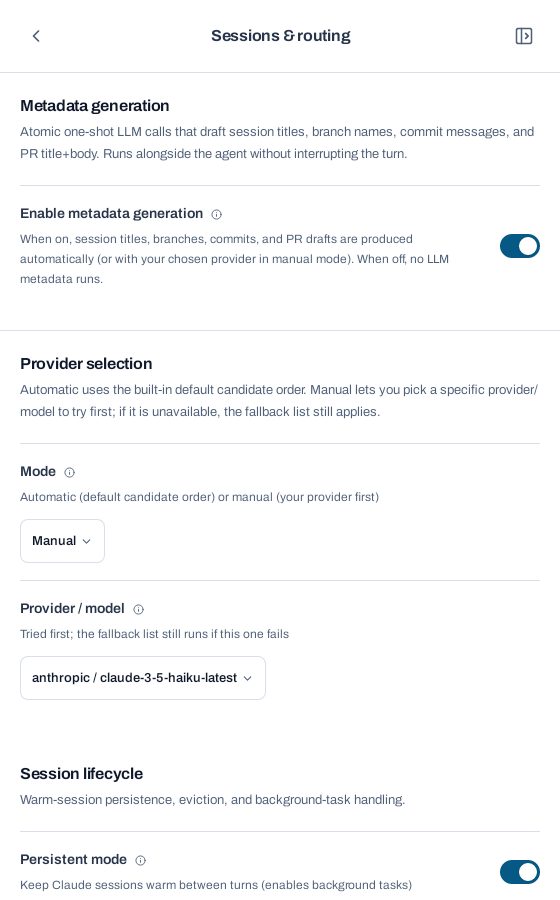 Sessions & routing
Metadata generation
Atomic one-shot LLM calls that draft session titles, branch names, commit messages, and
PR title+body. Runs alongside the agent without interrupting the turn.
Enable metadata generation
When on, session titles, branches, commits, and PR drafts are produced
automatically (or with your chosen provider in manual mode). When off, no LLM
metadata runs.
Provider selection
Automatic uses the built-in default candidate order. Manual lets you pick a specific provider/
model to try first; if it is unavailable, the fallback list still applies.
Mode
Automatic (default candidate order) or manual (your provider first)
Manual
Provider / model
Tried first; the fallback list still runs if this one fails
anthropic / claude-3-5-haiku-latest
Session lifecycle
Warm-session persistence, eviction, and background-task handling.
Persistent mode
Keep Claude sessions warm between turns (enables background tasks)